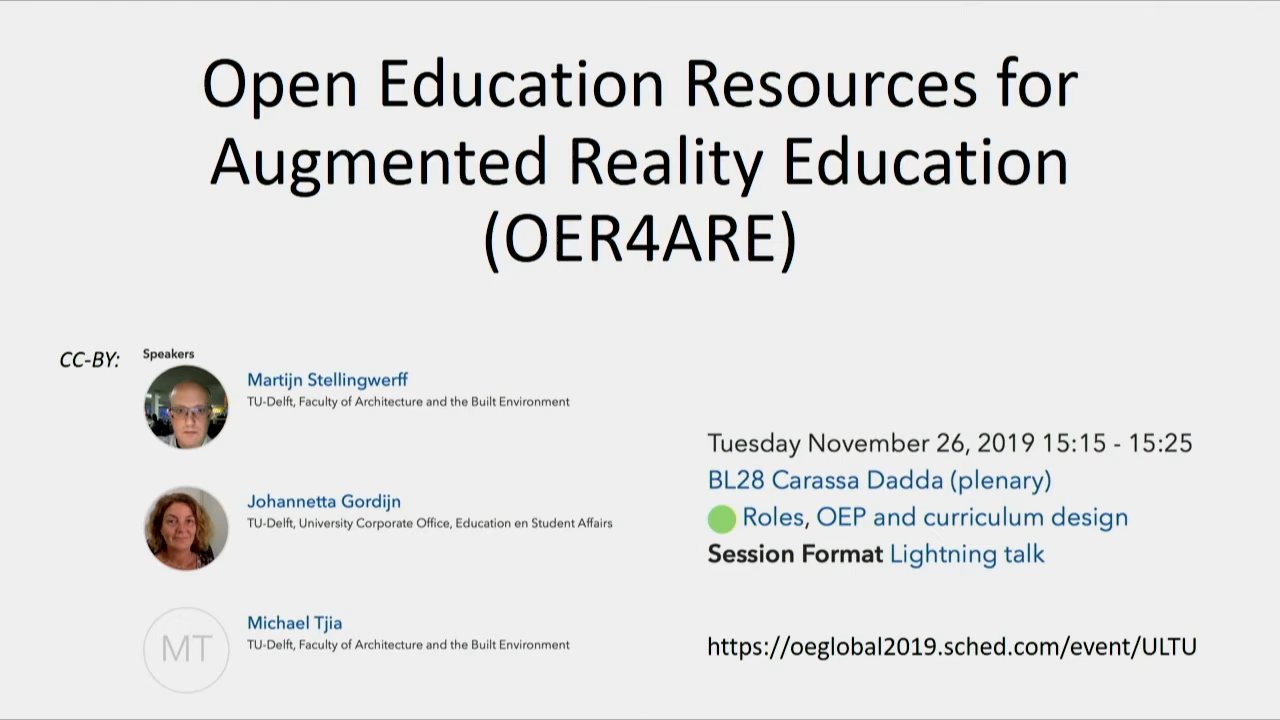 Open Education Resources for
Augmented Reality Education
(OER4ARE)
CC-BY:
Speakers
Martijn Stellingwerff
TU-Delft, Faculty of Architecture and the Built Environment
Johannetta Gordijn
TU-Delft, University Corporate Office, Education en Student Affairs
MT
Michael Tjia
TU-Delft, Faculty of Architecture and the Built Environment
Tuesday November 26, 2019 15:15 - 15:25
BL28 Carassa Dadda (plenary)
Roles, OEP and curriculum design
Session Format Lightning talk
https://oeglobal2019.sched.com/event/ULTU